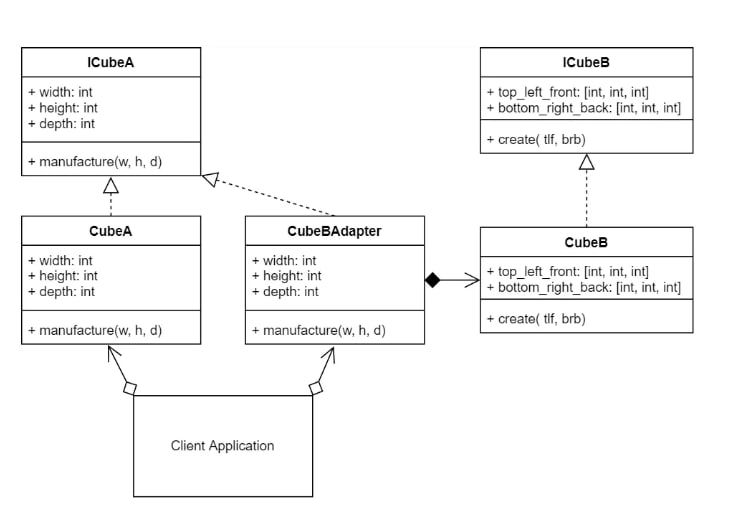 ICubeA
+ width: int
+ height: int
+ depth: int
+ manufacture(w, h, d)
ICubeB
+ top_left_front: [int, int, int]
+ bottom_right_back: [int, int, int]
+ create( tlf, brb)
CubeA
+ width: int
+ height: int
+ depth: int
+ manufacture(w, h, d)
CubeBAdapter
+ width: int
+ height: int
+ depth: int
+ manufacture(w, h, d)
CubeB
+ top_left_front: [int, int, int]
+ bottom_right_back: [int, int, int]
+ create( tlf, brb)
Client Application